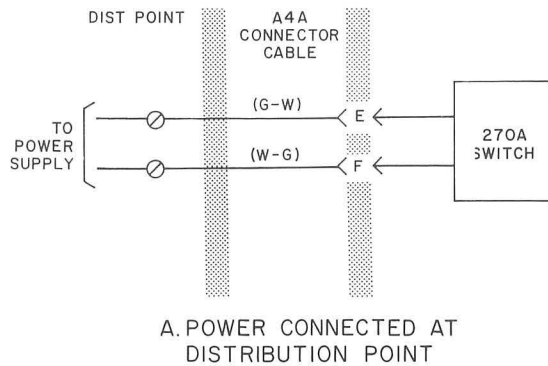 DIST POINT
A4A
CONNECTOR
CABLE
(G-W)
E
TO
POWER
SUPPLY
270A
SWITCH
(W-G)
F
A. POWER CONNECTED AT
DISTRIBUTION POINT